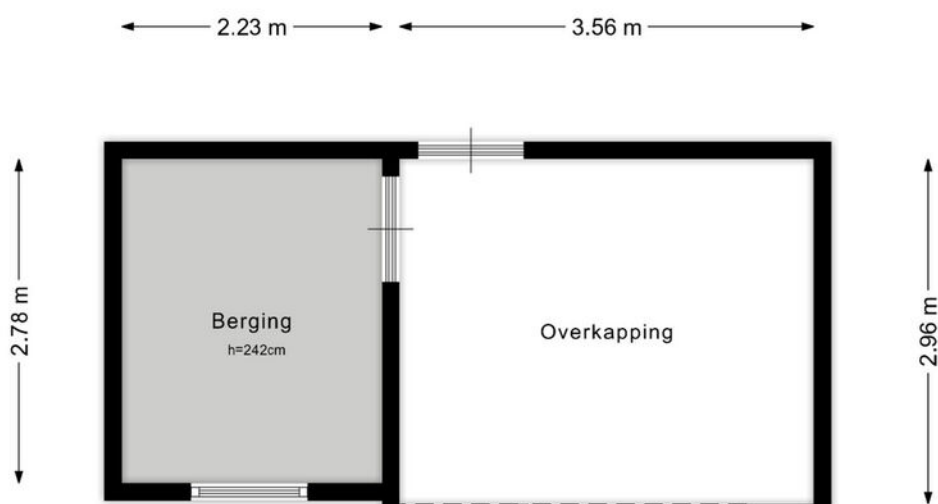 2.23 m
3.56 m
2.78 m
Berging
h=242cm
Overkapping
2.96 m